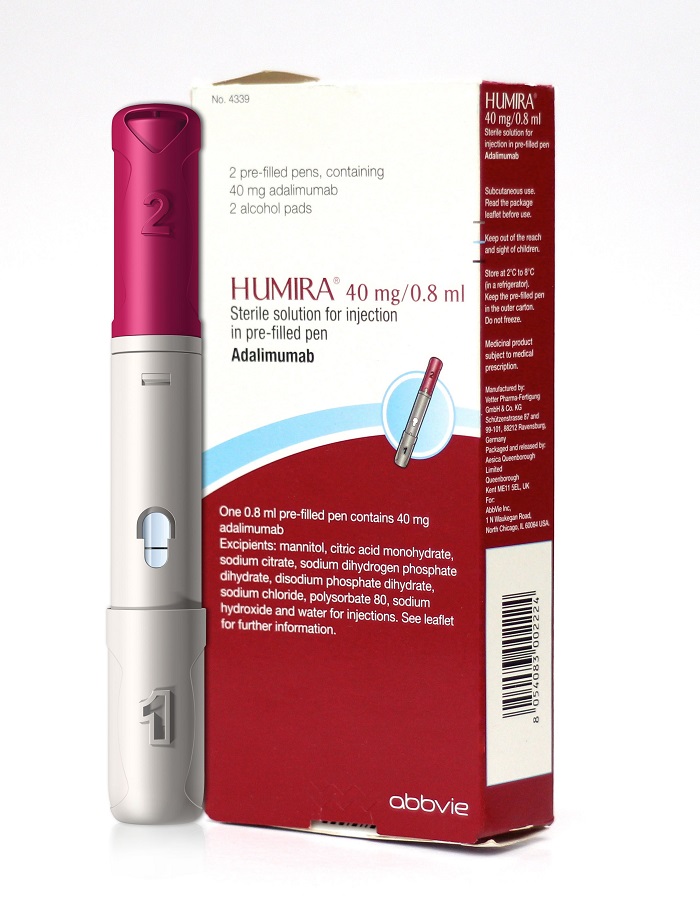 No. 4339
2 pre-filled pens, containing
40 mg adalimumab
2 alcohol pads
HUMIRA® 40 mg/0.8 ml
Sterile solution for injection
in pre-filled pen
Adalimumab
2
1
One 0.8 ml pre-filled pen contains 40 mg
adalimumab
Excipients: mannitol, citric acid monohydrate,
sodium citrate, sodium dihydrogen phosphate
dihydrate, disodium phosphate dihydrate,
sodium chloride, polysorbate 80, sodium
hydroxide and water for injections. See leaflet
for further information.
abbvie
HUMIRA®
40 mg/0.8 ml
Sterile solution for
injection in pre-filled pen
Adalimumab
Subcutaneous use.
Read the package
leaflet before use.
Keep out of the reach
and sight of children.
Store at 2°C to 8°C
(in a refrigerator).
Keep the pre-filled pen
in the outer carton.
Do not freeze.
Medicinal product
subject to medical
prescription.
Manufactured by:
Vetter Pharma-Fertigung
GmbH & Co. KG
Schützenstrasse 87 and
99-101, 88212 Ravensburg,
Germany
Packaged and released by:
Aesica Queenborough
Limited
Queenborough
Kent ME11 5EL, UK
For:
AbbVie Inc,
1 N Waukegan Road,
North Chicago, IL 60064 USA.
8 054083 002224
2
1